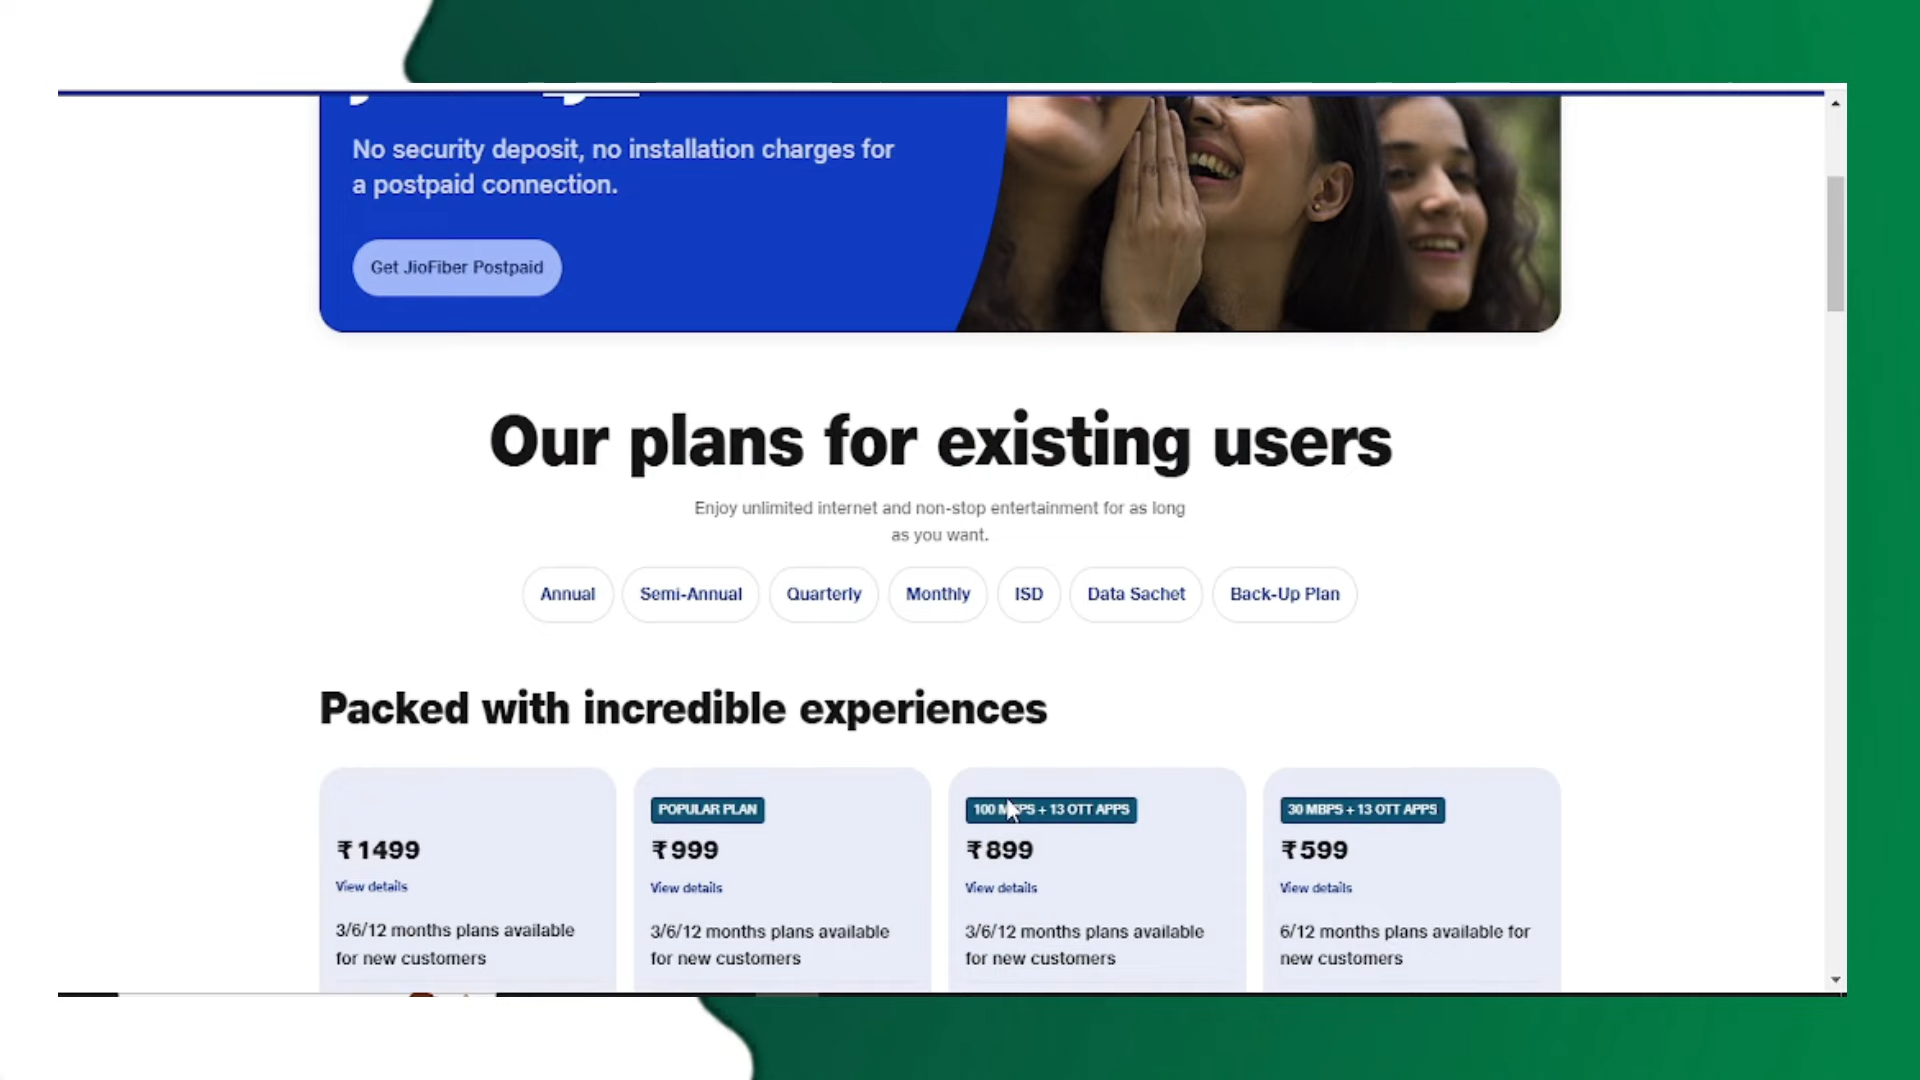 No security deposit, no installation charges for
a postpaid connection.
Get JioFiber Postpaid
Our plans for existing users
Enjoy unlimited internet and non-stop entertainment for as long
as you want.
Annual
Semi-Annual
Quarterly
Monthly
ISD
Data Sachet
Back-Up Plan
Packed with incredible experiences
₹1499
View details
3/6/12 months plans available
for new customers
POPULAR PLAN
₹999
View details
3/6/12 months plans available
for new customers
100 MBPS + 13 OTT APPS
₹899
View details
3/6/12 months plans available
for new customers
30 MBPS + 13 OTT APPS
₹599
View details
6/12 months plans available for
new customers